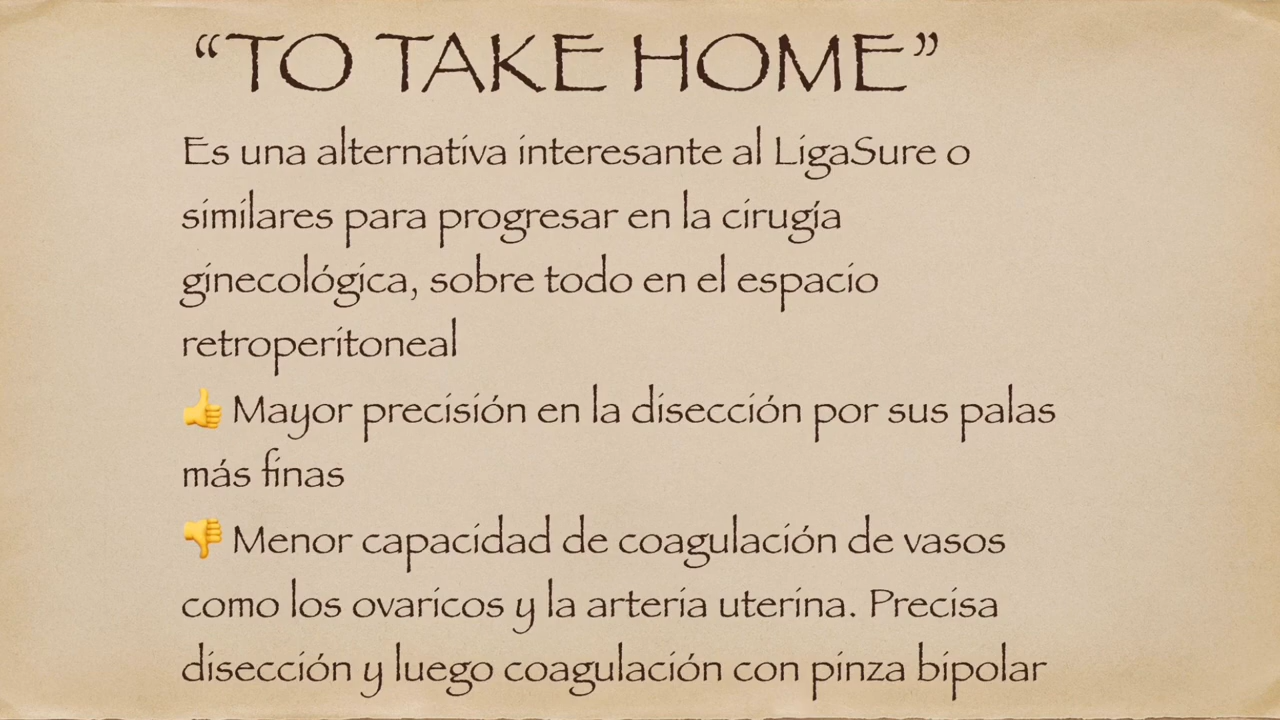 “TO TAKE HOME”
Es una alternativa interesante al LigaSure o
similares para progresar en la cirugía
ginecológica, sobre todo en el espacio
retroperitoneal
👍 Mayor precisión en la disección por sus palas
más finas
👎 Menor capacidad de coagulación de vasos
como los ovaricos y la arteria uterina. Precisa
disección y luego coagulación con pinza bipolar